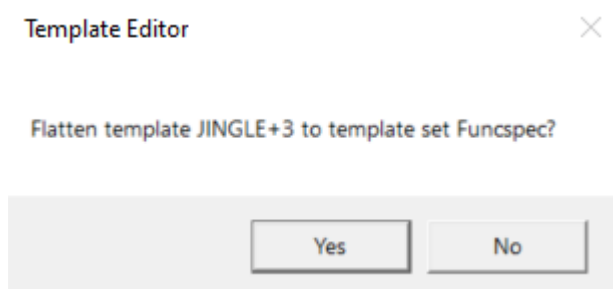 Template Editor
Flatten template JINGLE+3 to template set Funcspec?
Yes No